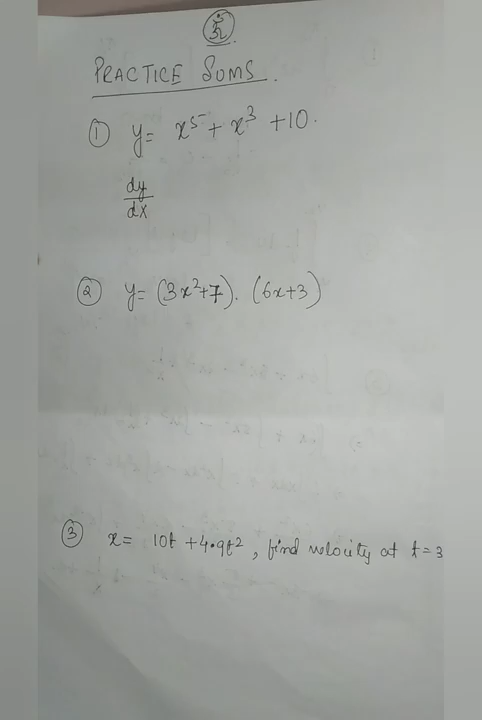 PRACTICE SUMS.
① y= x⁵ + x³ +10.
dy
dx
② y= (3x²+7). (6x+3)
③ x= 10t +4.9t², find velocity at t=3